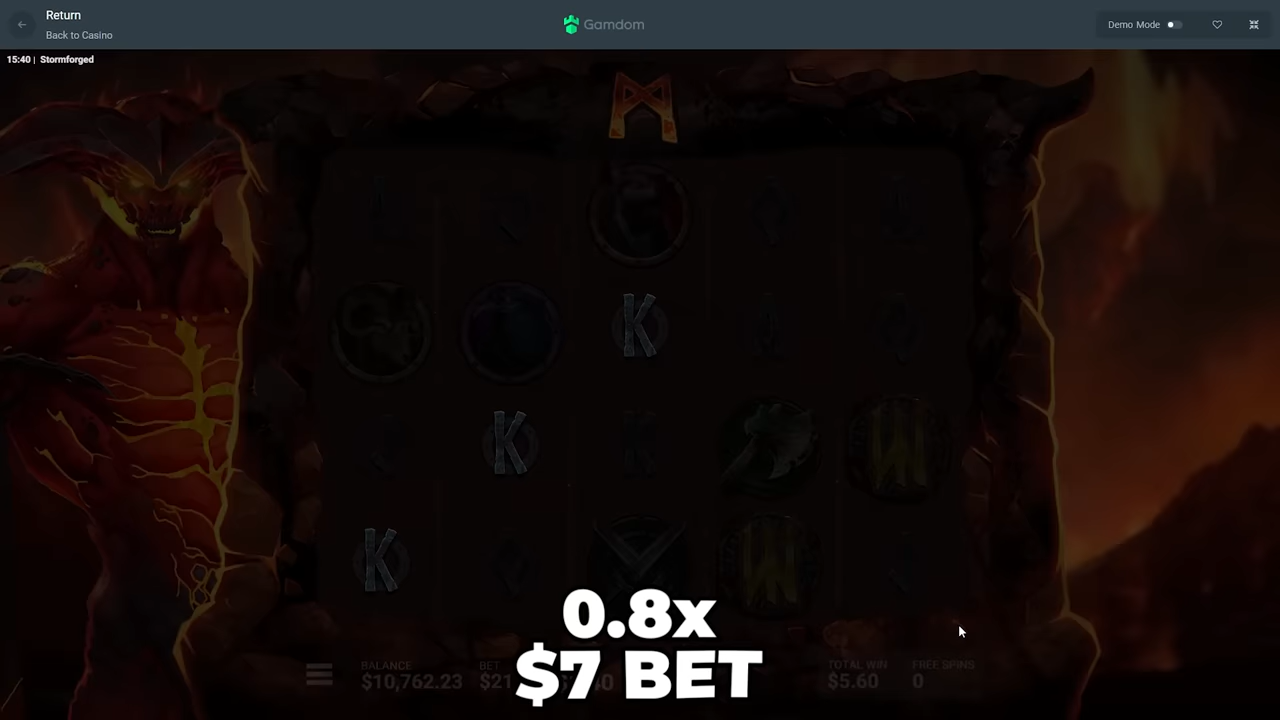 Return
Back to Casino
Gamdom
Demo Mode
15:40 | Stormforged
K
K
K
0.8x
$7 BET
BALANCE
$10,762.23
BET
$21
TOTAL WIN
$5.60
FREE SPINS
0